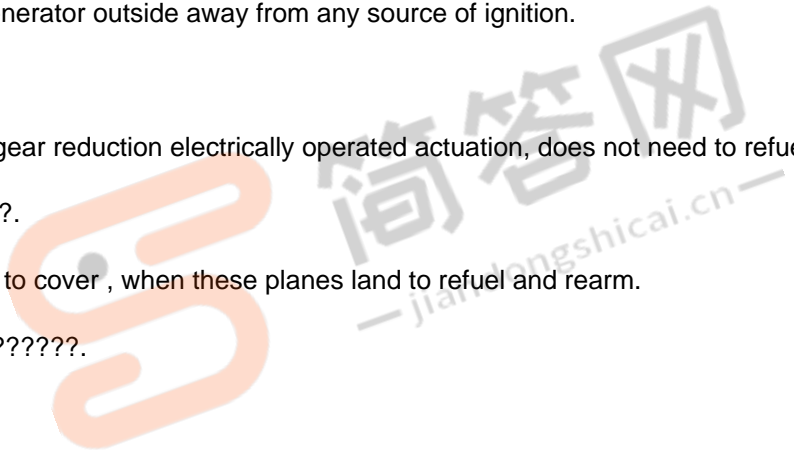 nerator outside away from any source of ignition.
gear reduction electrically operated actuation, does not need to refue
?.
to cover , when these planes land to refuel and rearm.
??????.
简答网
jiandongshicai.cn